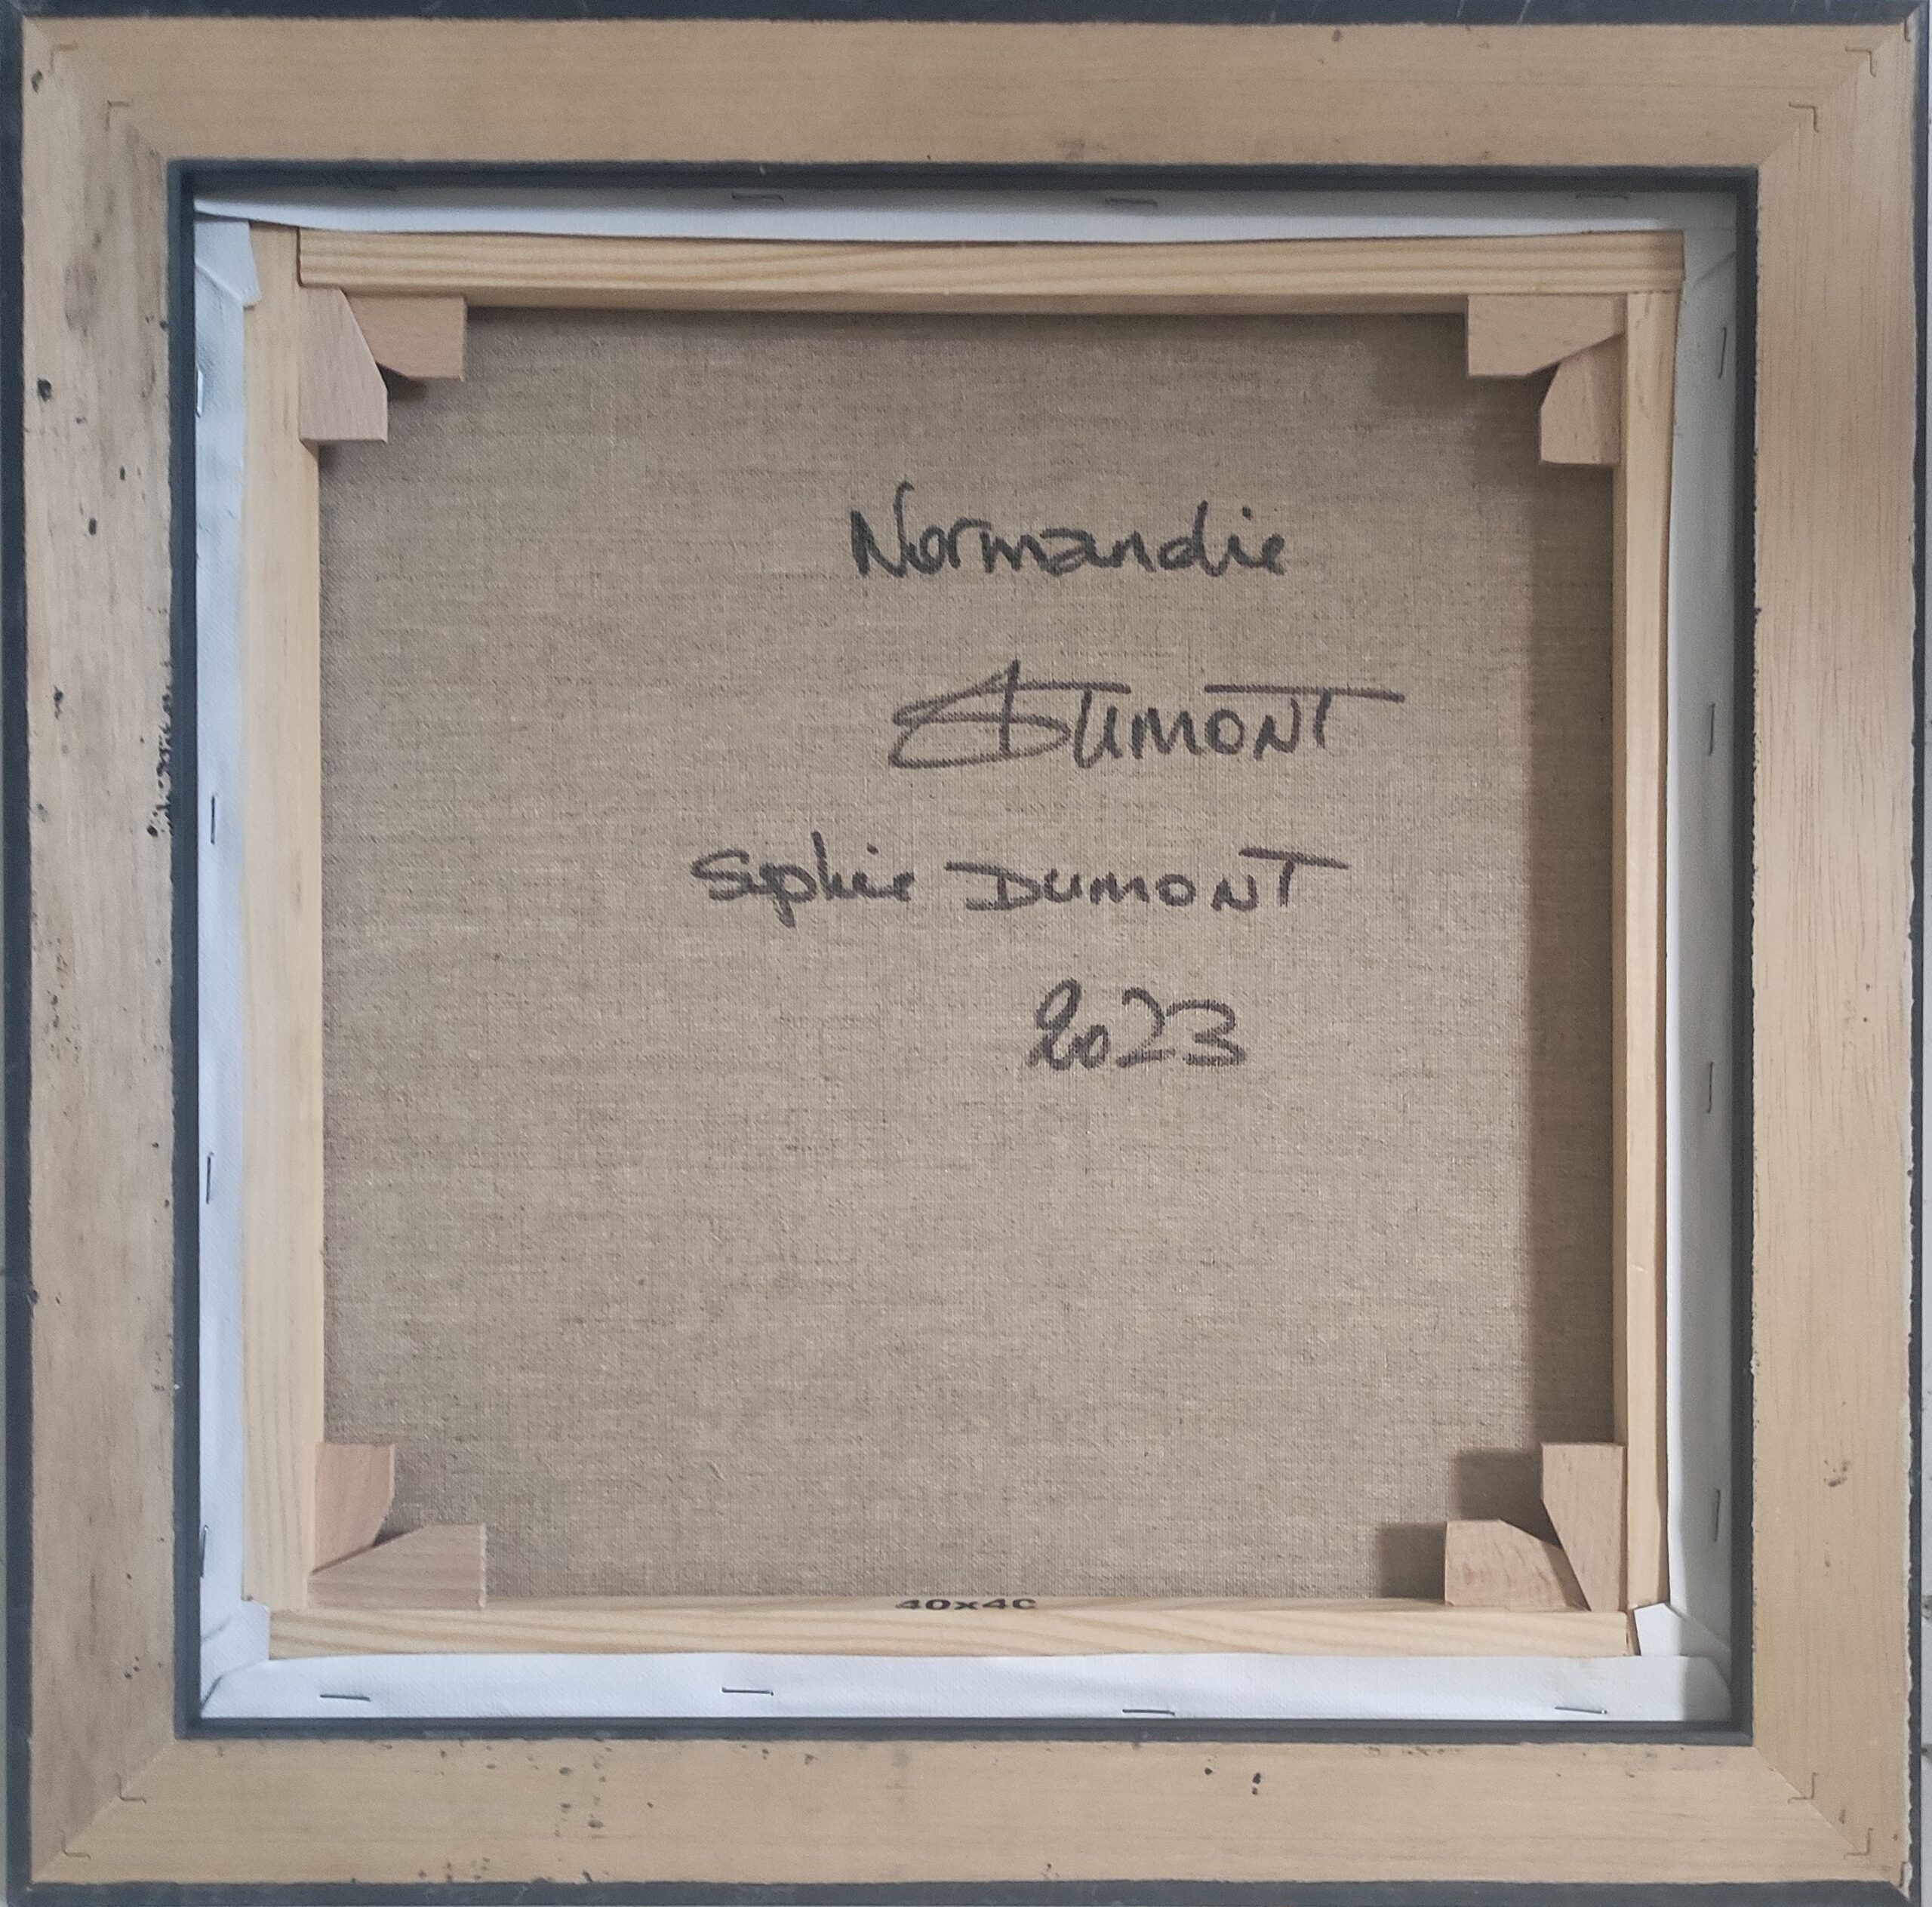 Normandie
SDUMONT
Sophie DUMONT
2023
40x40